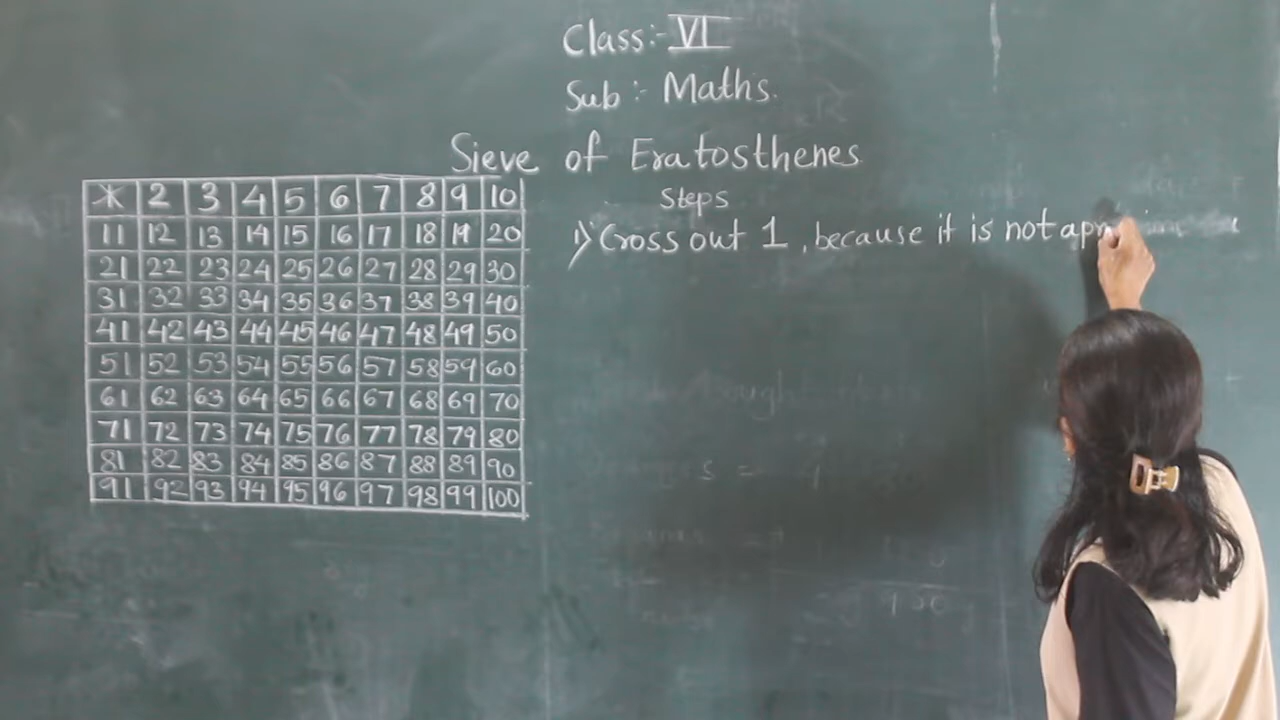 Class:- VI
Sub:- Maths.
Sieve of Eratosthenes
2 3 4 5 6 7 8 9 10
11 12 13 14 15 16 17 18 19 20
21 22 23 24 25 26 27 28 29 30
31 32 33 34 35 36 37 38 39 40
41 42 43 44 45 46 47 48 49 50
51 52 53 54 55 56 57 58 59 60
61 62 63 64 65 66 67 68 69 70
71 72 73 74 75 76 77 78 79 80
81 82 83 84 85 86 87 88 89 90
91 92 93 94 95 96 97 98 99 100
Steps
1) Cross out 1, because it is not a